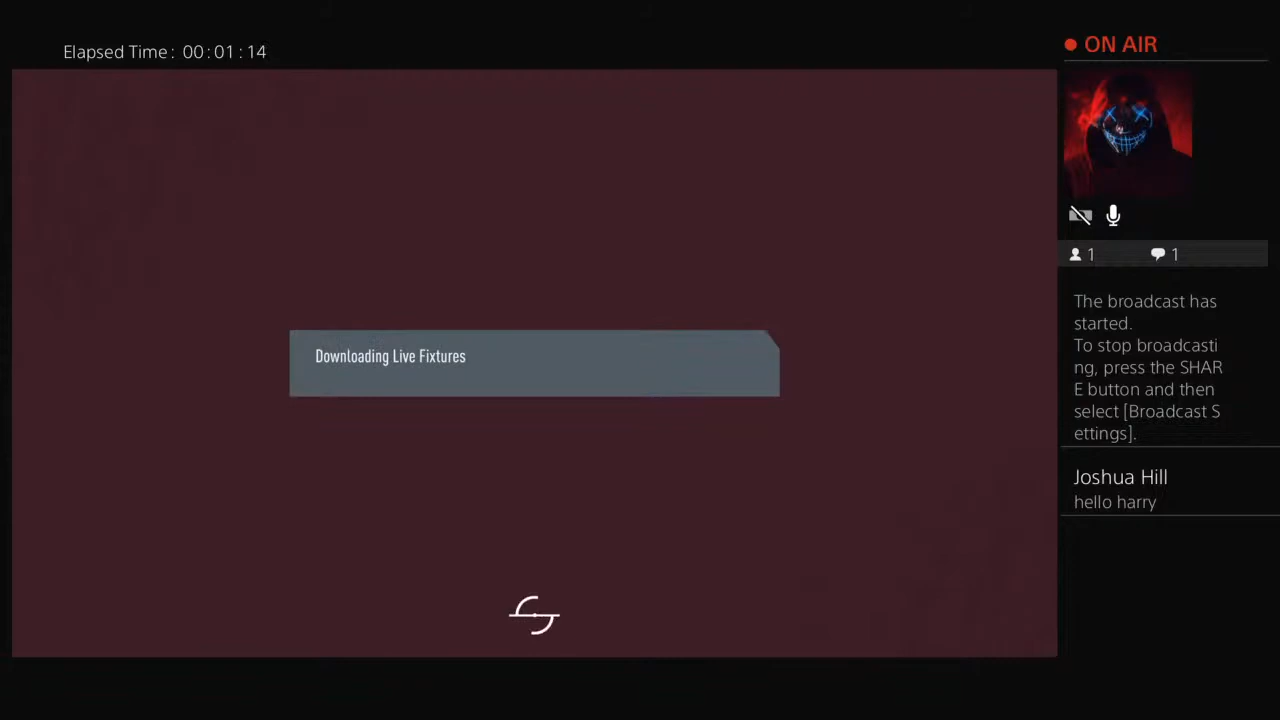 Elapsed Time: 00:01:14
ON AIR
1 1
The broadcast has
started.
To stop broadcasti
ng, press the SHAR
E button and then
select [Broadcast S
ettings].
Downloading Live Fixtures
Joshua Hill
hello harry